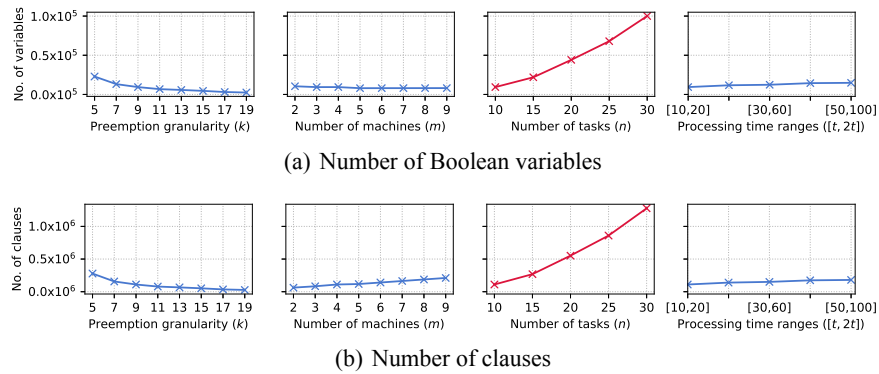 No. of variables
1.0x10⁵
0.5x10⁵
0.0x10⁵
5 7 9 11 13 15 17 19
Preemption granularity (k)
2 3 4 5 6 7 8 9
Number of machines (m)
10 15 20 25 30
Number of tasks (n)
[10,20] [30,60] [50,100]
Processing time ranges ([t, 2t])
(a) Number of Boolean variables
No. of clauses
1.0x10⁶
0.5x10⁶
0.0x10⁶
5 7 9 11 13 15 17 19
Preemption granularity (k)
2 3 4 5 6 7 8 9
Number of machines (m)
10 15 20 25 30
Number of tasks (n)
[10,20] [30,60] [50,100]
Processing time ranges ([t, 2t])
(b) Number of clauses